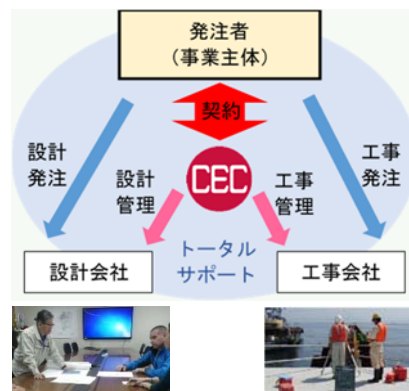 発注者
（事業主体）
契約
設計
発注
設計
管理
CEC
工事
管理
工事
発注
トータル
サポート
設計会社
工事会社